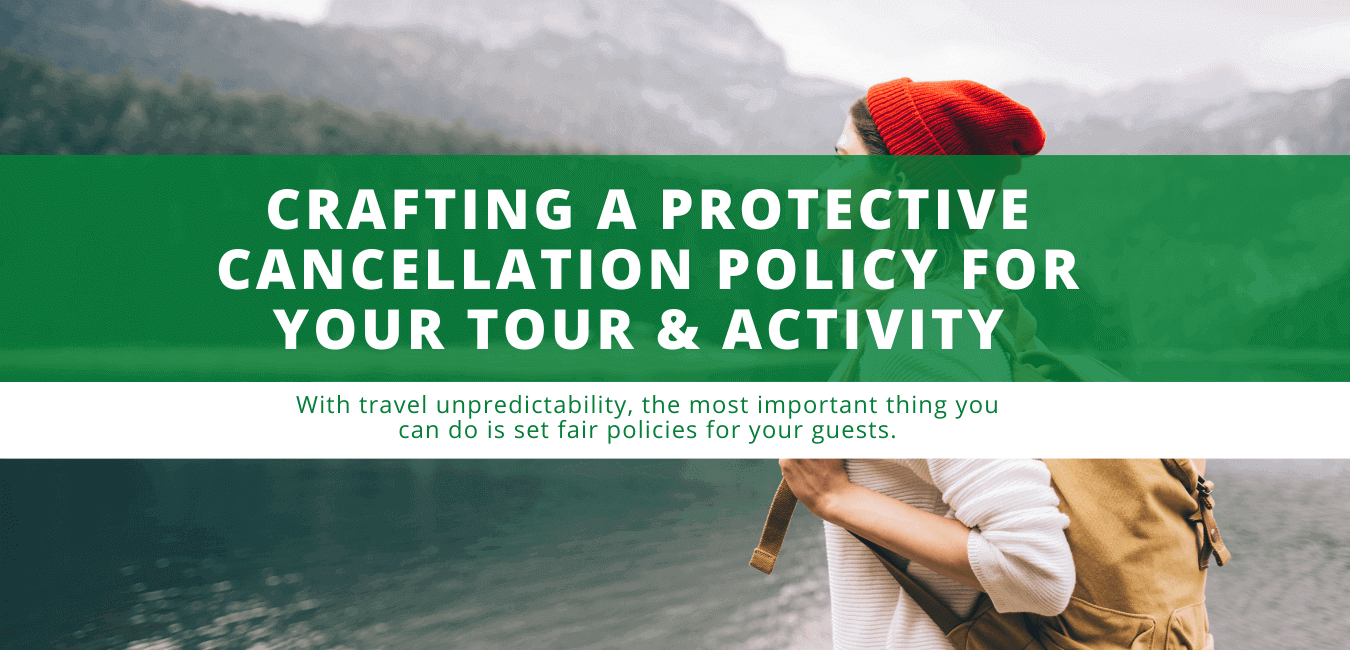 CRAFTING A PROTECTIVE
CANCELLATION POLICY FOR
YOUR TOUR & ACTIVITY
With travel unpredictability, the most important thing you
can do is set fair policies for your guests.